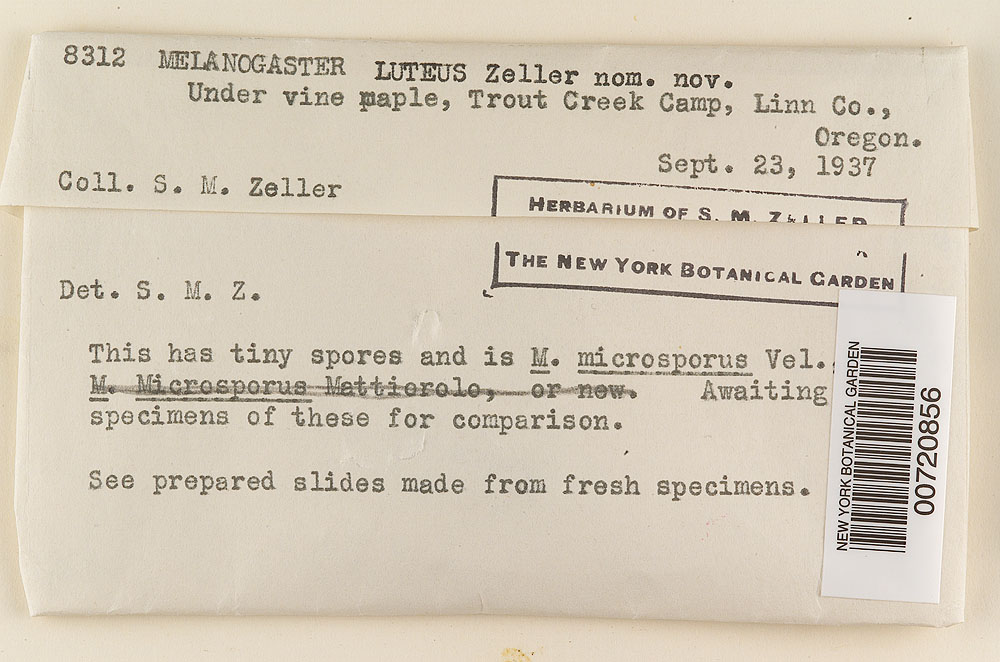 8312 MELANOGASTER LUTEUS Zeller nom. nov.
Under vine maple, Trout Creek Camp, Linn Co.,
Oregon.
Sept. 23, 1937
Coll. S. M. Zeller
HERBARIUM OF S. M. ZELLER
THE NEW YORK BOTANICAL GARDEN
Det. S. M. Z.
This has tiny spores and is M. microsporus Vel.
M. Microsporus Mattierolo, or new. Awaiting
specimens of these for comparison.
See prepared slides made from fresh specimens.
NEW YORK BOTANICAL GARDEN
00720856